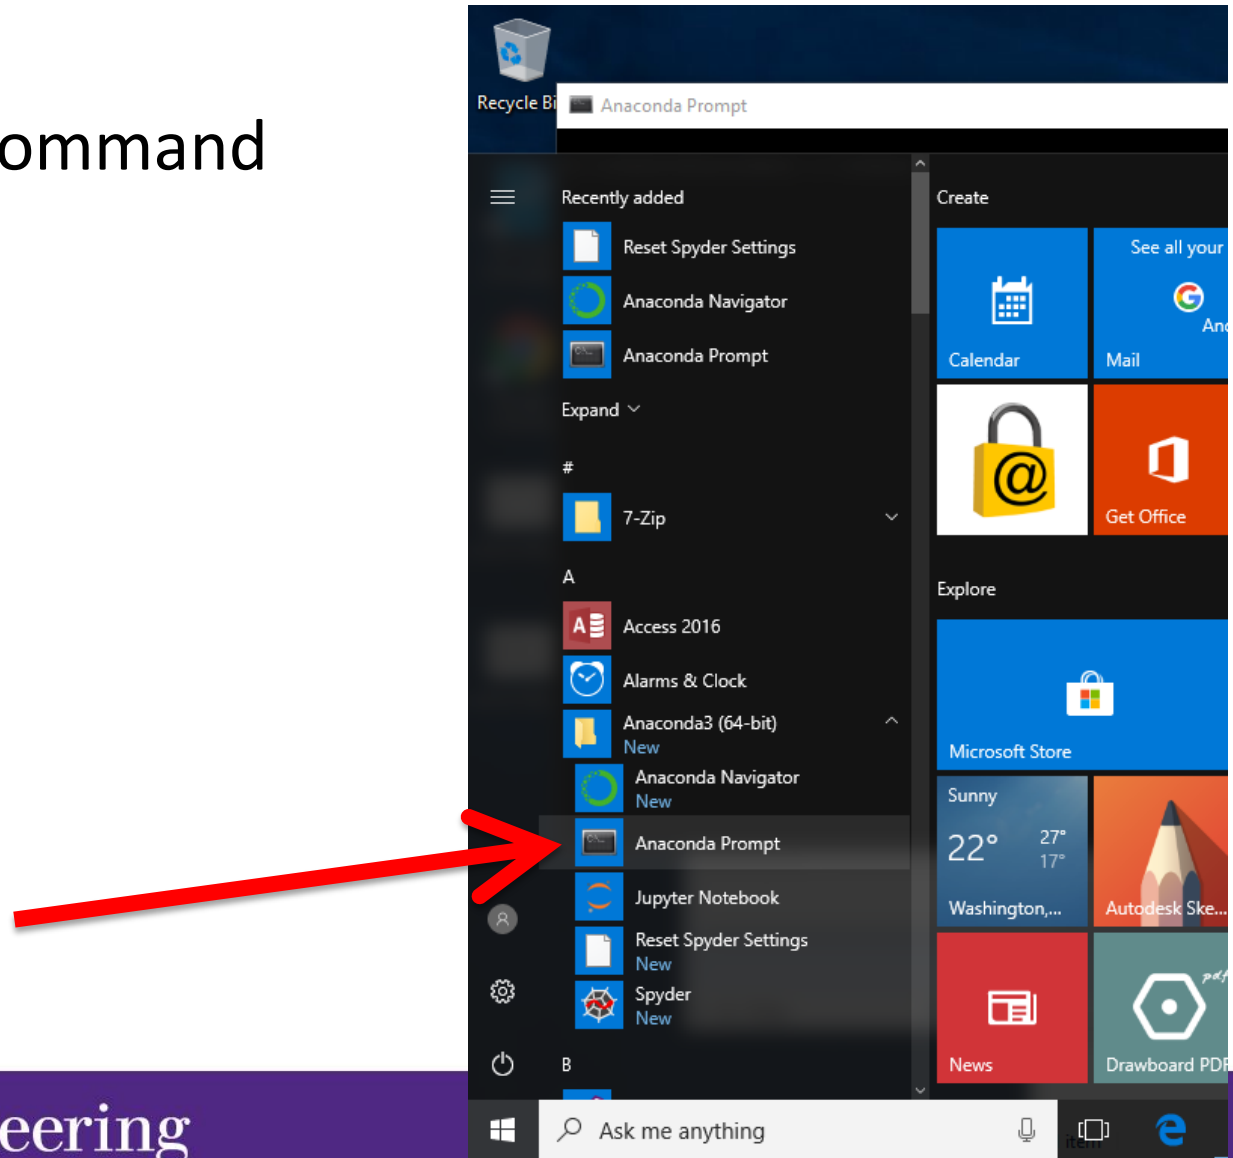 ommand
Recycle Bi
Anaconda Prompt
Recently added
Reset Spyder Settings
Anaconda Navigator
Anaconda Prompt
Expand
#
7-Zip
A
Access 2016
Alarms & Clock
Anaconda3 (64-bit)
New
Anaconda Navigator
New
Anaconda Prompt
Jupyter Notebook
Reset Spyder Settings
New
Spyder
New
B
Create
Calendar
See all your
G
And
Mail
@
Get Office
Explore
Microsoft Store
Sunny
22° 27°
17°
Washington,...
Autodesk Ske...
News
pdf
Drawboard PDF
eering
Ask me anything
item